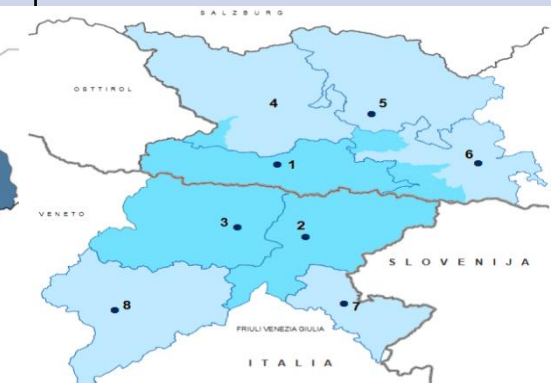 SALZBURG
OSTTIROL
4
5
1
6
VENETO
3
2
SLOVENIJA
8
7
FRIULI VENEZIA GIULIA
ITALIA